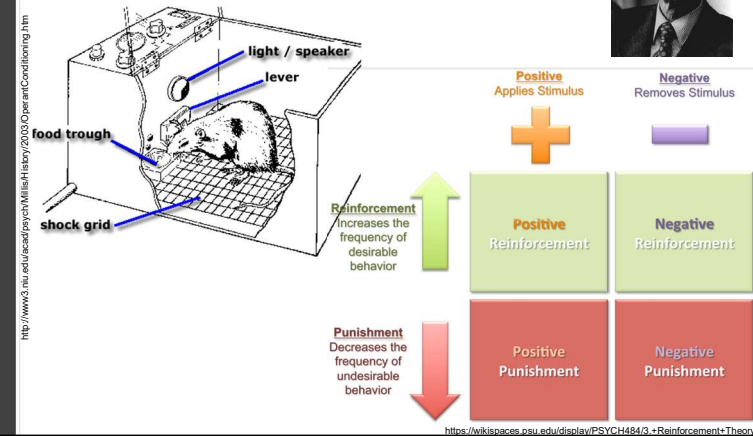 http://www3.niu.edu/acad/psych/Millis/History/2003/OperantConditioning.htm
light / speaker
lever
food trough
shock grid
Positive
Applies Stimulus
Negative
Removes Stimulus
Reinforcement
Increases the
frequency of
desirable
behavior
Positive
Reinforcement
Negative
Reinforcement
Punishment
Decreases the
frequency of
undesirable
behavior
Positive
Punishment
Negative
Punishment
https://wikispaces.psu.edu/display/PSYCH484/3.+Reinforcement+Theory